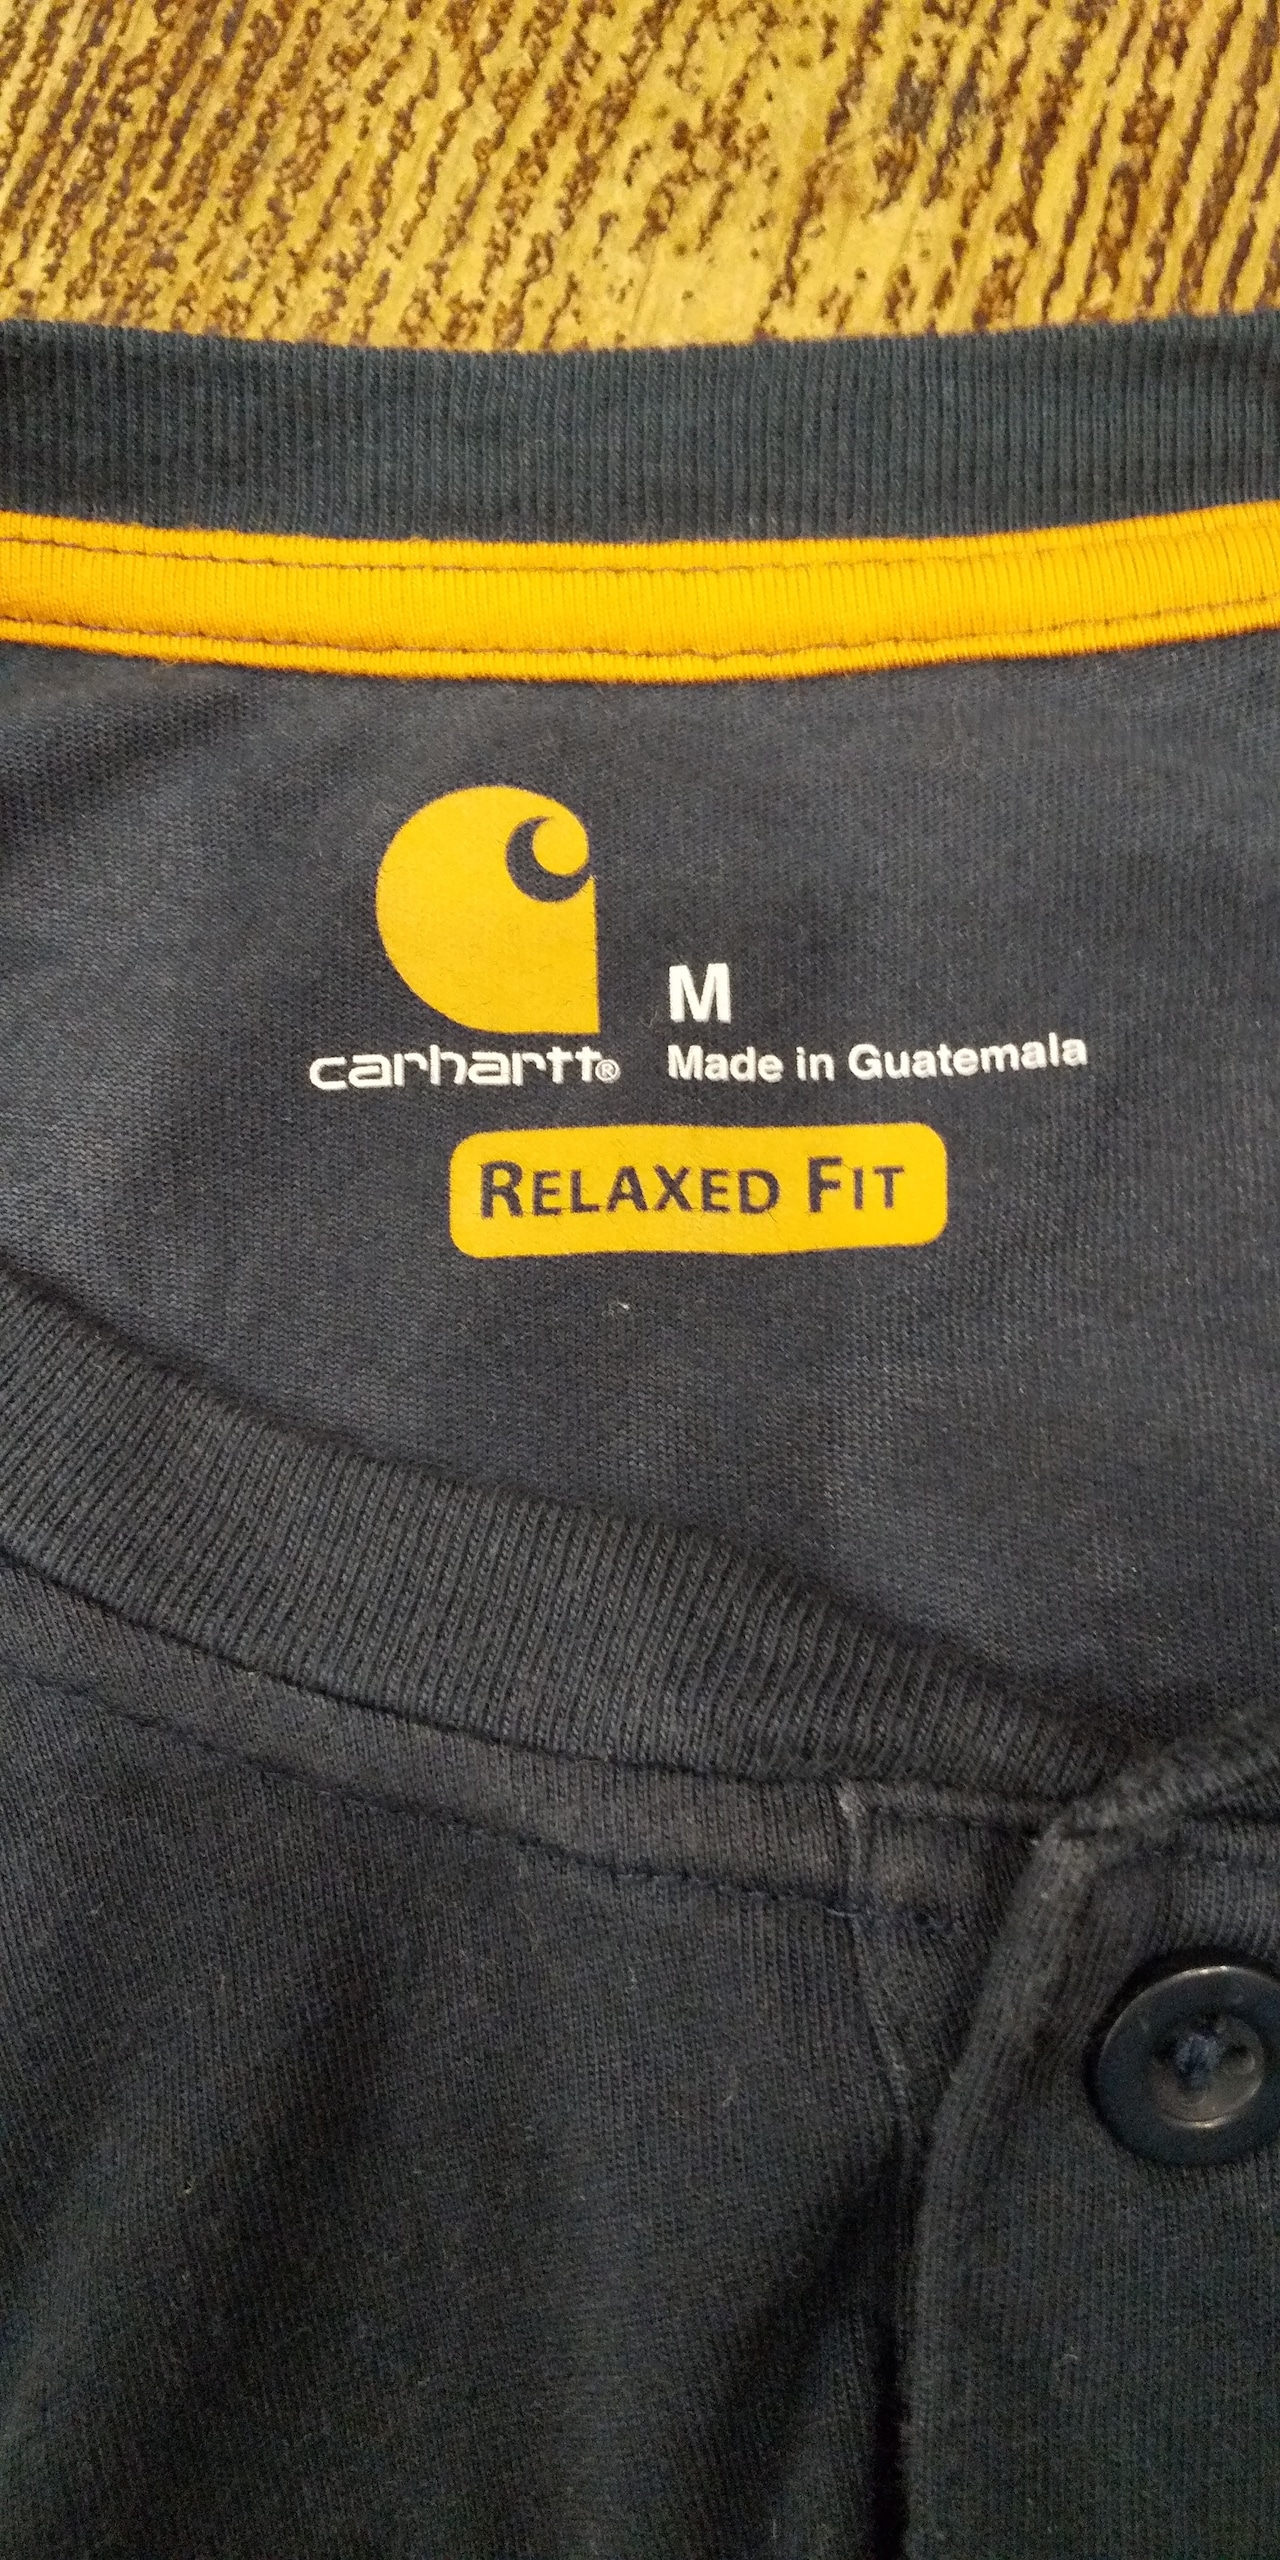 M
carhartt®
Made in Guatemala
RELAXED FIT